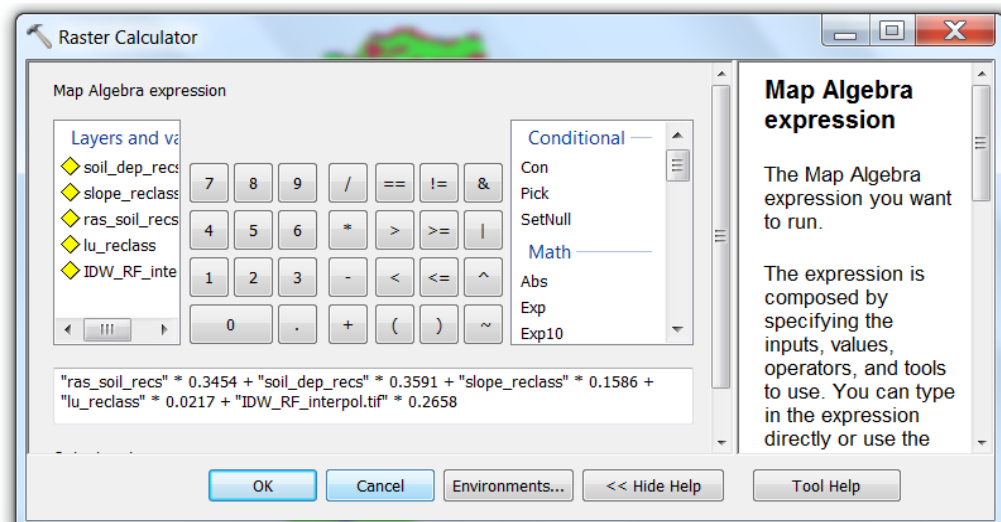 Raster Calculator
Map Algebra expression
Layers and va
soil_dep_recs
slope_reclass
ras_soil_recs
lu_reclass
IDW_RF_inte
7 8 9 / == != &
4 5 6 * > >= |
1 2 3 - < <= ^
0 . + ( ) ~
Conditional
Con
Pick
SetNull
Math
Abs
Exp
Exp10
"ras_soil_recs" * 0.3454 + "soil_dep_recs" * 0.3591 + "slope_reclass" * 0.1586 +
"lu_reclass" * 0.0217 + "IDW_RF_interpol.tif" * 0.2658
OK Cancel Environments... << Hide Help Tool Help
Map Algebra
expression
The Map Algebra
expression you want
to run.
The expression is
composed by
specifying the
inputs, values,
operators, and tools
to use. You can type
in the expression
directly or use the